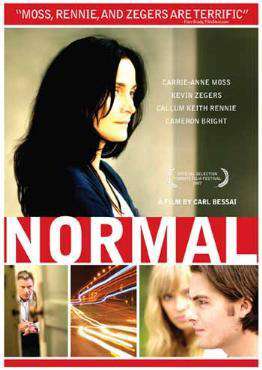 "MOSS, RENNIE, AND ZEGERS ARE TERRIFIC"
CARRIE-ANNE MOSS
KEVIN ZEGERS
CALLUM KEITH RENNIE
CAMERON BRIGHT
OFFICIAL SELECTION
TORONTO FILM FESTIVAL
2007
A FILM BY CARL BESSAI
NORMAL